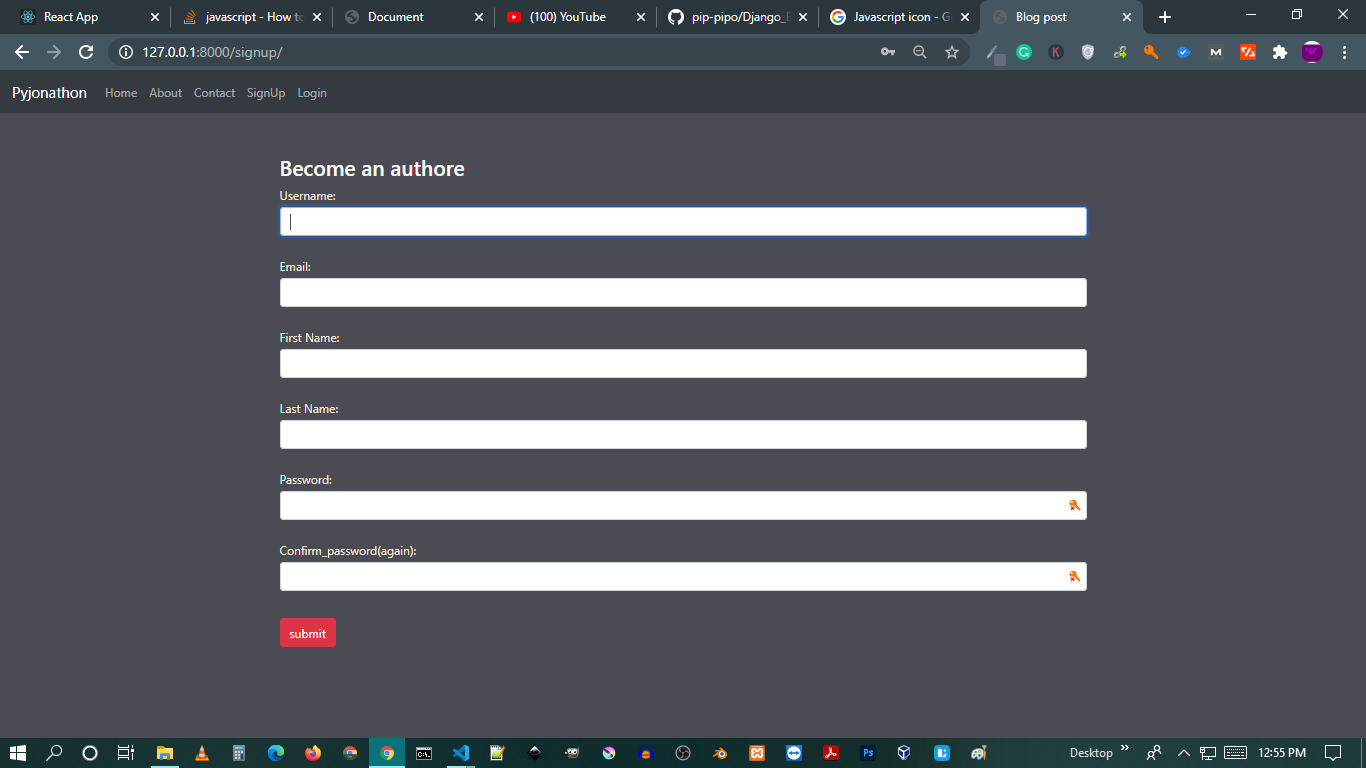 React App
javascript - How to
Document
(100) YouTube
pip-pipo/Django_
Javascript icon - G
Blog post
127.0.0.1:8000/signup/
Pyjonathon Home About Contact SignUp Login
Become an authore
Username:
Email:
First Name:
Last Name:
Password:
Confirm_password(again):
submit
Desktop
12:55 PM